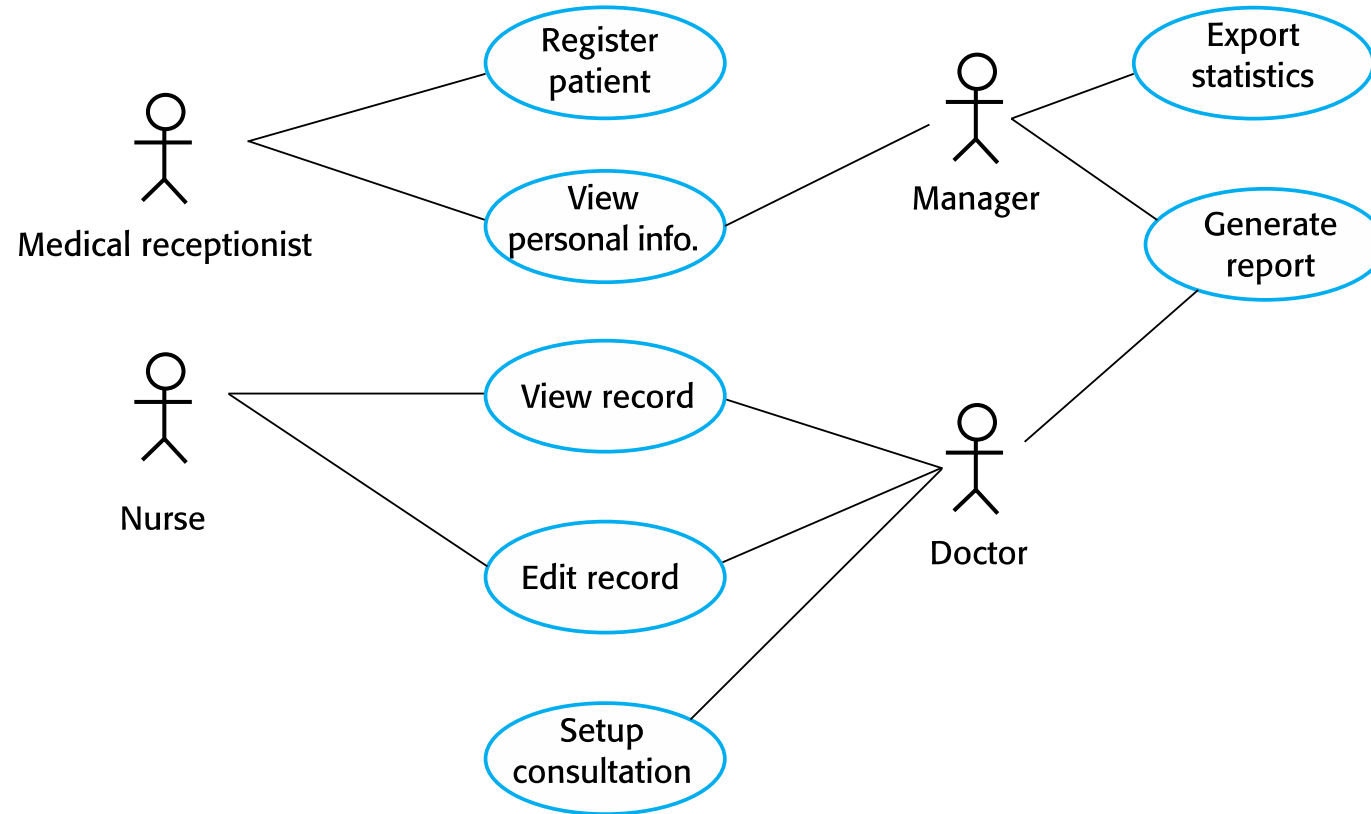 Register
patient
Export
statistics
Medical receptionist
View
personal info.
Manager
Generate
report
Nurse
View record
Edit record
Doctor
Setup
consultation